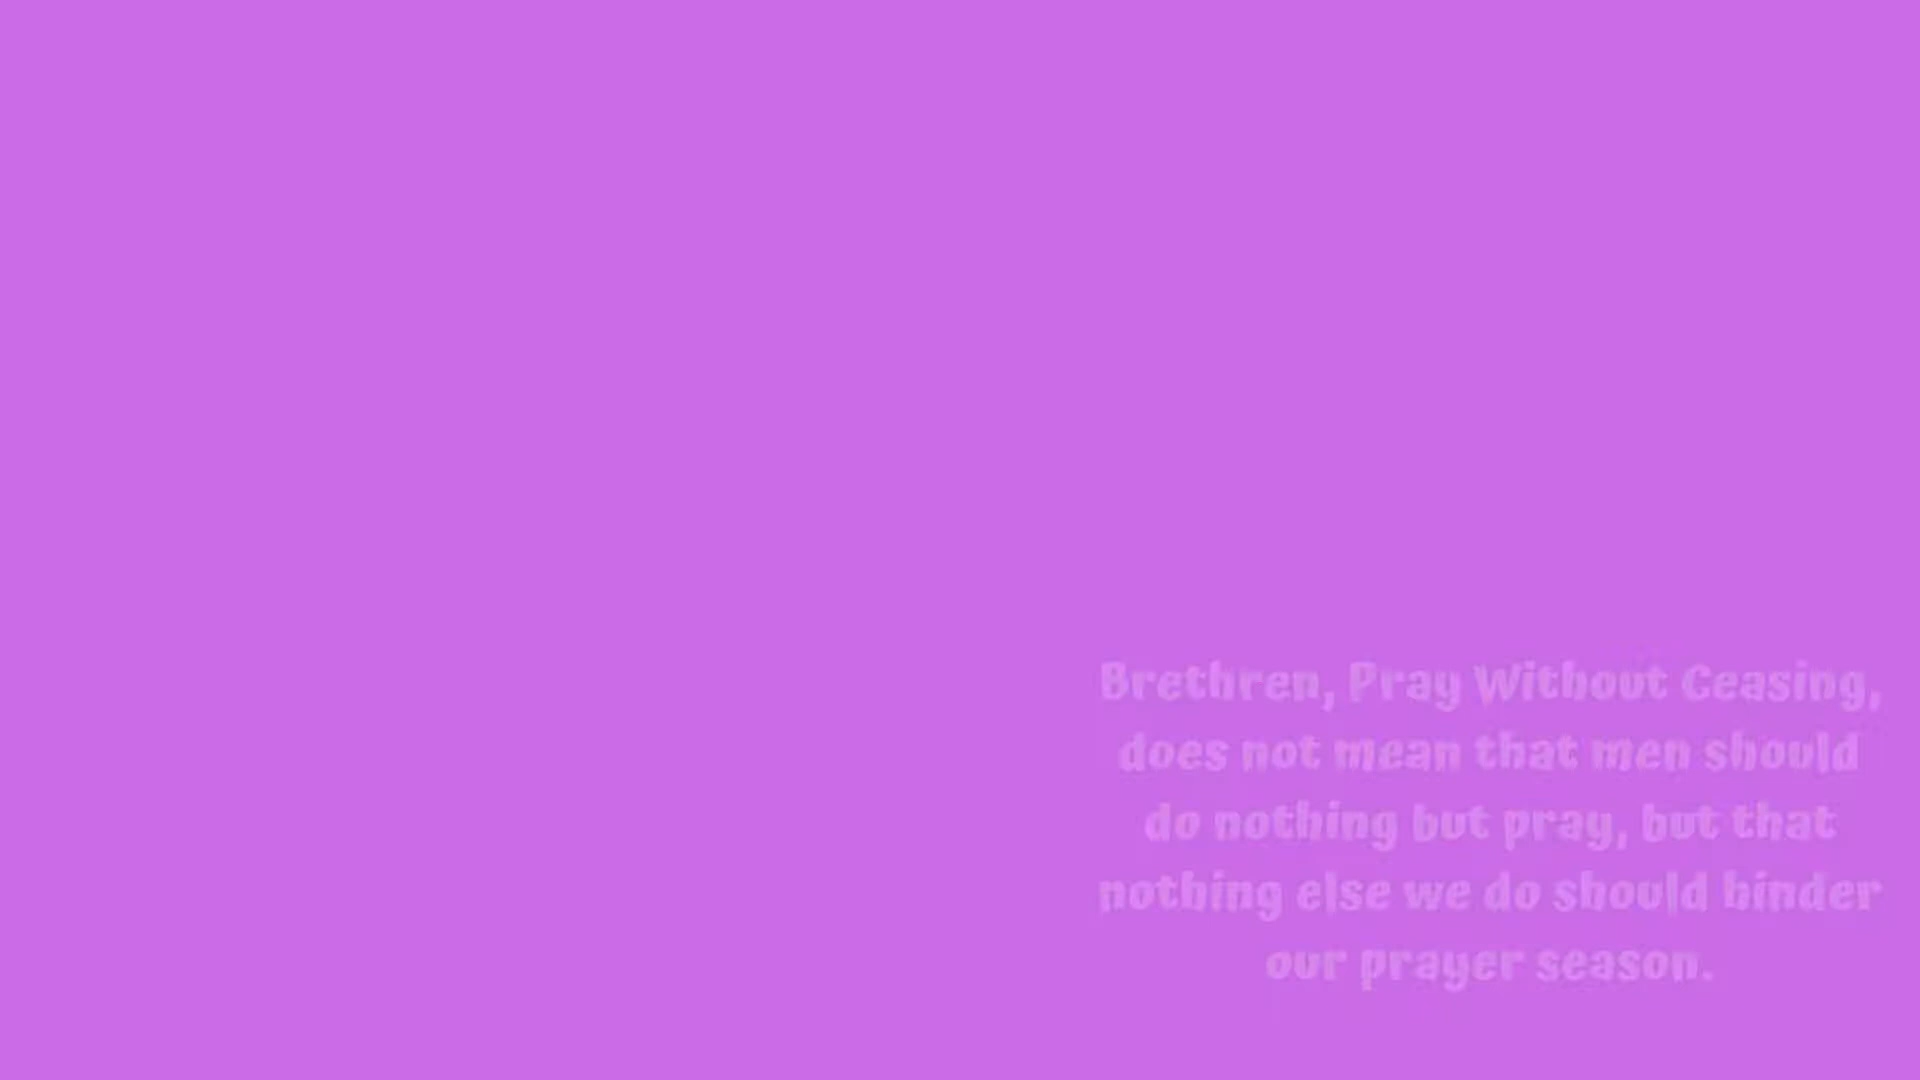 Brethren, Pray Without Ceasing,
does not mean that men should
do nothing but pray, but that
nothing else we do should hinder
our prayer season.